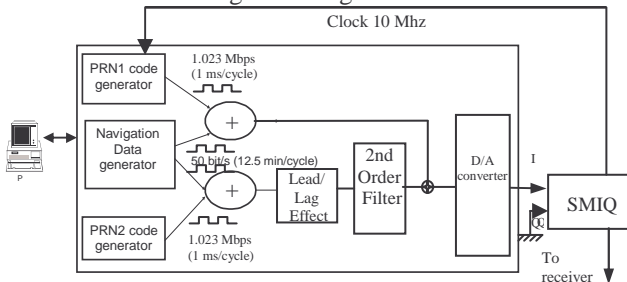 Clock 10 Mhz
PRN1 code
generator
1.023 Mbps
(1 ms/cycle)
+
Navigation
Data
generator
50 bit/s (12.5 min/cycle)
+
Lead/
Lag
Effect
2nd
Order
Filter
D/A
converter
I
SMIQ
P
PRN2 code
generator
1.023 Mbps
(1 ms/cycle)
To
receiver